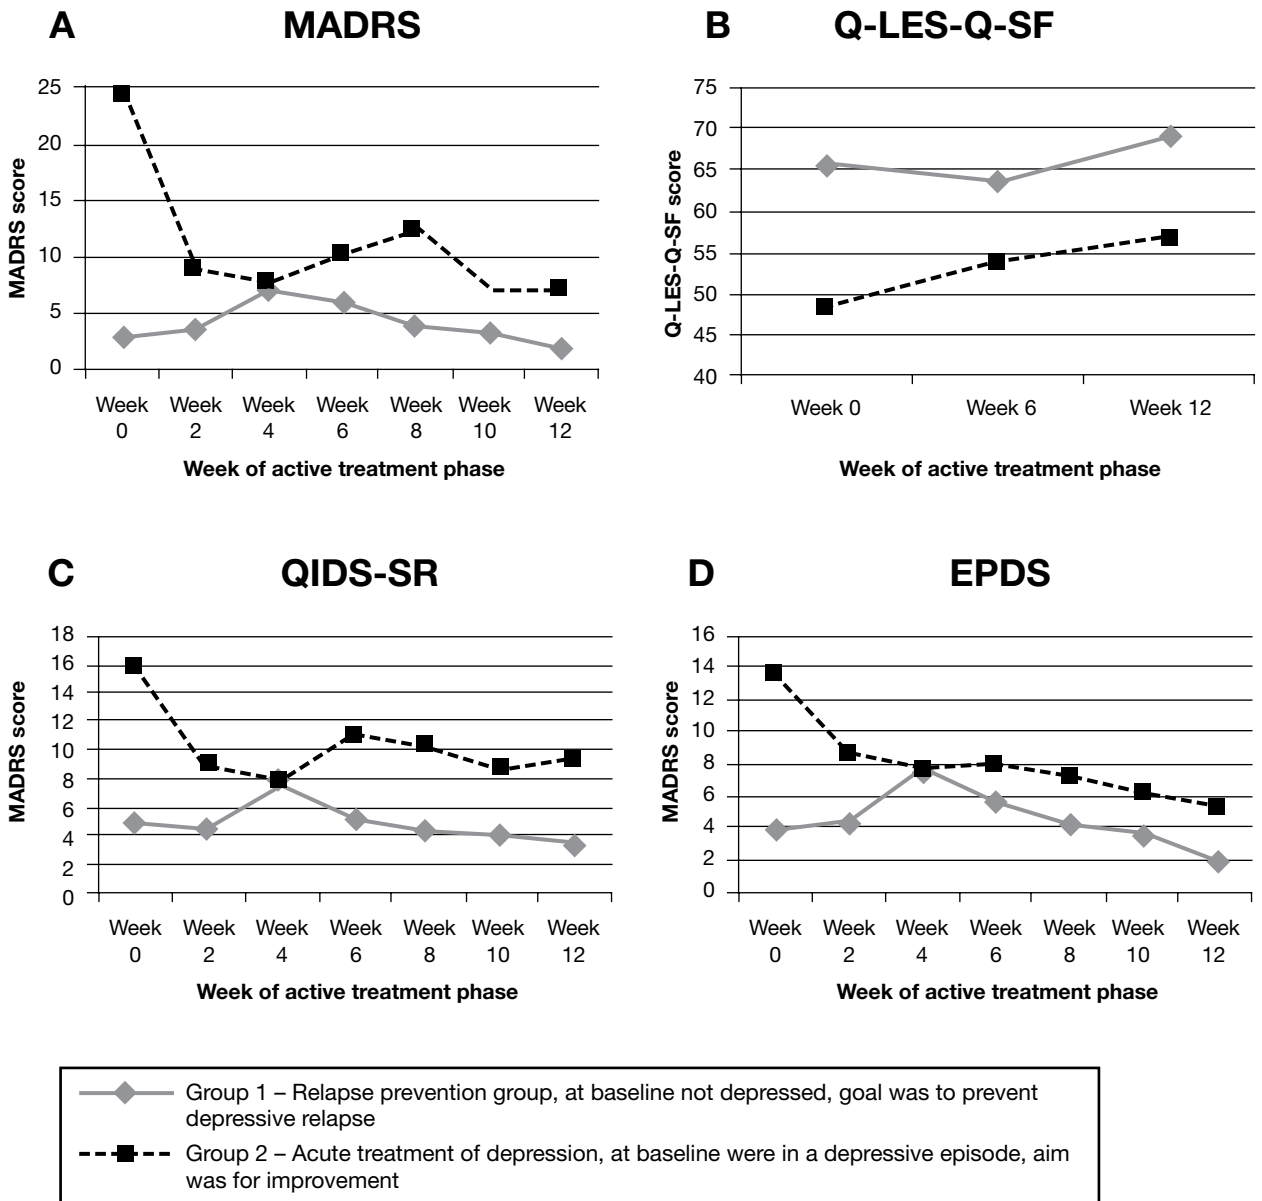 A MADRS
25
20
15
10
5
0
MADRS score
Week Week Week Week Week Week Week
0 2 4 6 8 10 12
Week of active treatment phase
B Q-LES-Q-SF
75
70
65
60
55
50
45
40
Q-LES-Q-SF score
Week 0 Week 6 Week 12
Week of active treatment phase
C QIDS-SR
18
16
14
12
10
8
6
4
2
0
MADRS score
Week Week Week Week Week Week Week
0 2 4 6 8 10 12
Week of active treatment phase
D EPDS
16
14
12
10
8
6
4
2
0
MADRS score
Week Week Week Week Week Week Week
0 2 4 6 8 10 12
Week of active treatment phase
Group 1 – Relapse prevention group, at baseline not depressed, goal was to prevent
depressive relapse
Group 2 – Acute treatment of depression, at baseline were in a depressive episode, aim
was for improvement